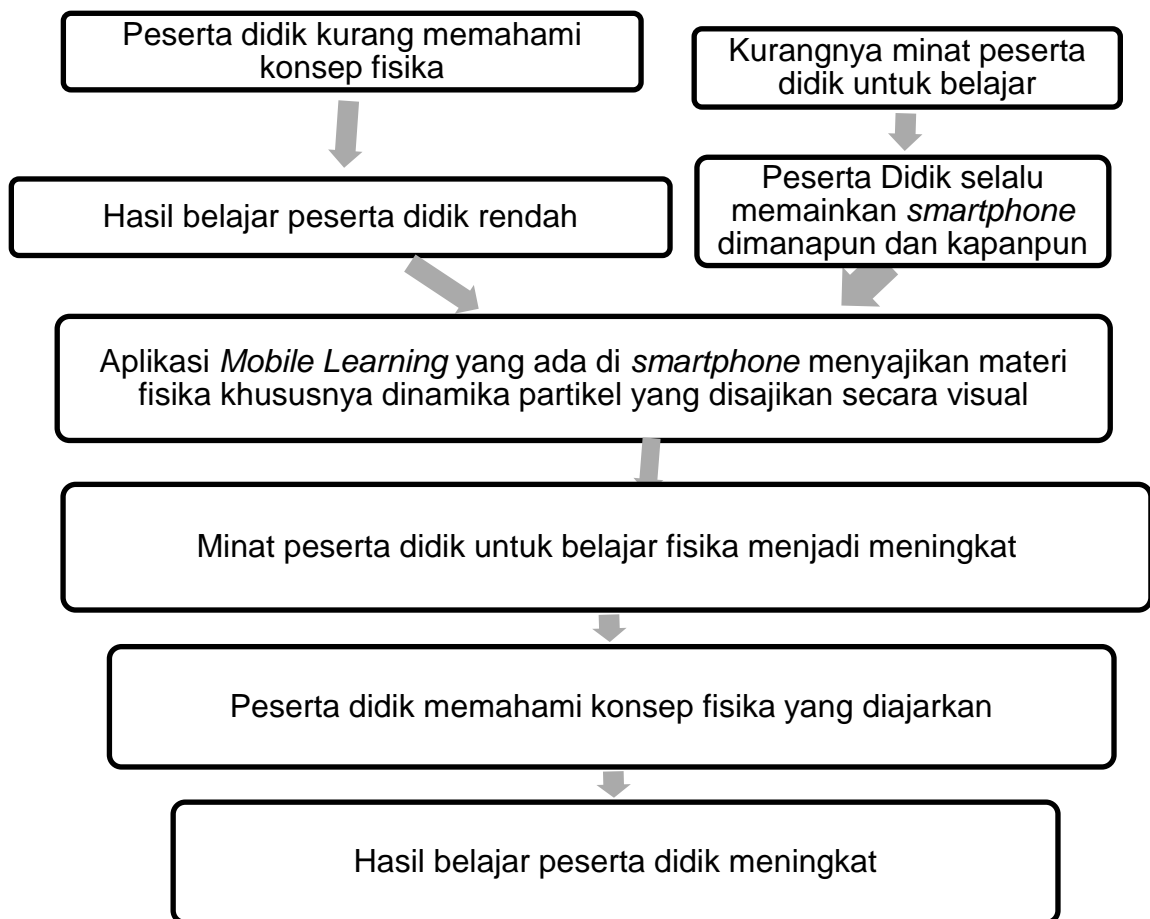 Peserta didik kurang memahami
konsep fisika
Kurangnya minat peserta
didik untuk belajar
Hasil belajar peserta didik rendah
Peserta Didik selalu
memainkan smartphone
dimanapun dan kapanpun
Aplikasi Mobile Learning yang ada di smartphone menyajikan materi
fisika khususnya dinamika partikel yang disajikan secara visual
Minat peserta didik untuk belajar fisika menjadi meningkat
Peserta didik memahami konsep fisika yang diajarkan
Hasil belajar peserta didik meningkat